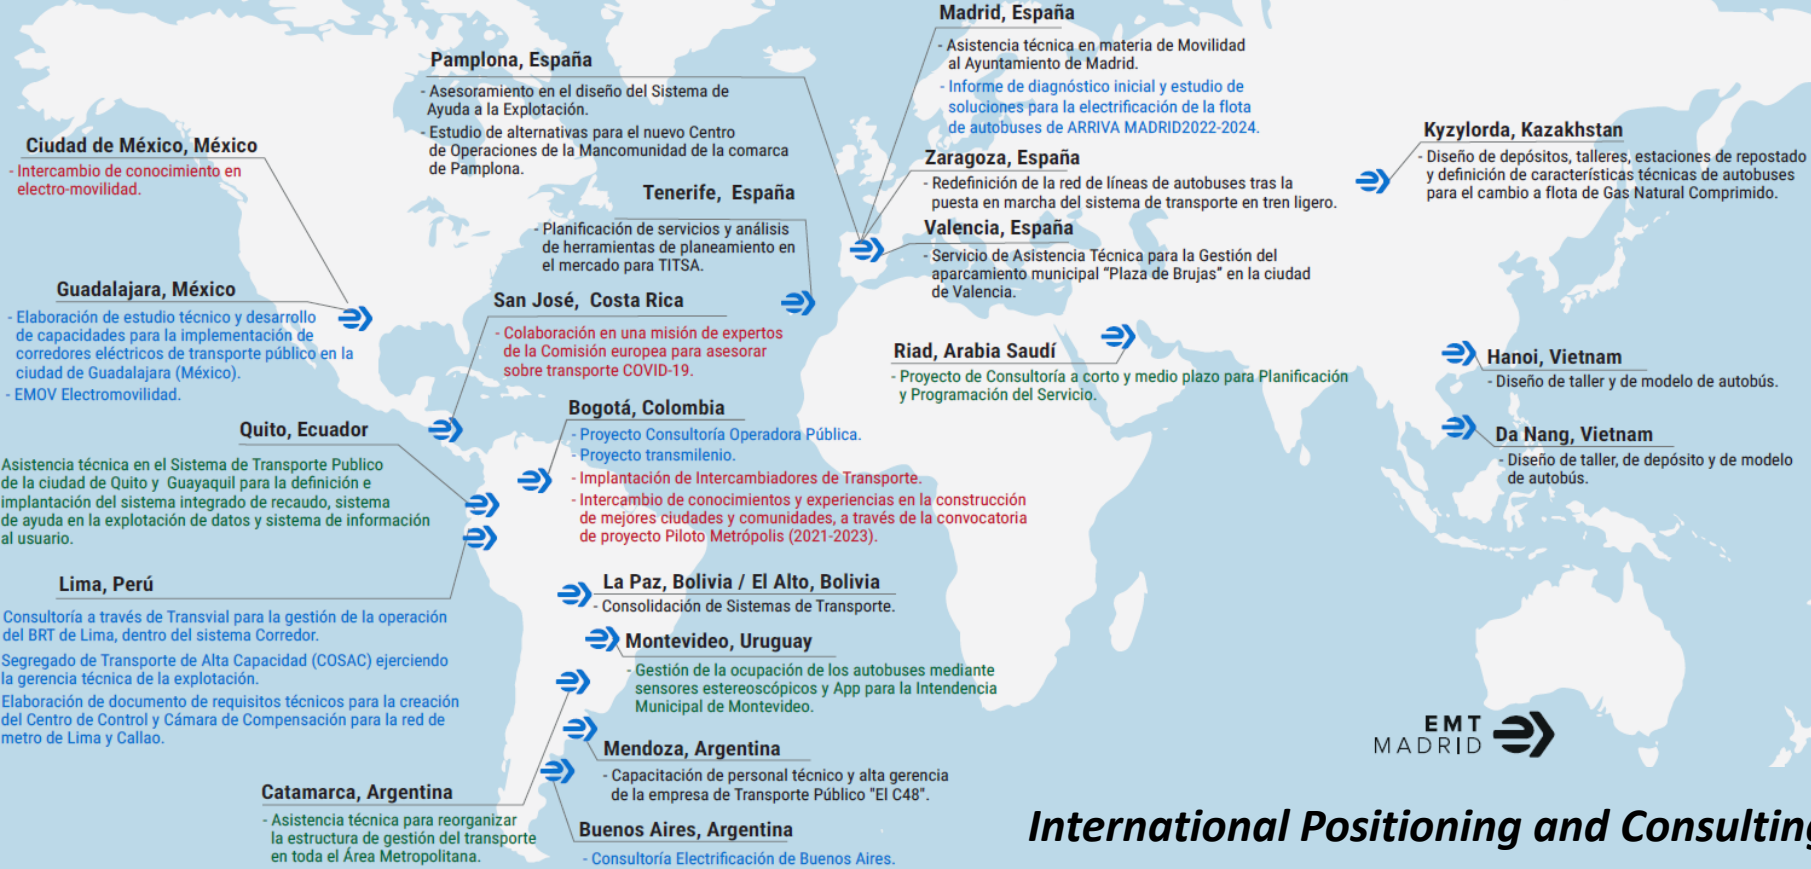 Madrid, España
- Asistencia técnica en materia de Movilidad
al Ayuntamiento de Madrid.
- Informe de diagnóstico inicial y estudio de
soluciones para la electrificación de la flota
de autobuses de ARRIVA MADRID2022-2024.
Pamplona, España
- Asesoramiento en el diseño del Sistema de
Ayuda a la Explotación.
- Estudio de alternativas para el nuevo Centro
de Operaciones de la Mancomunidad de la comarca
de Pamplona.
Ciudad de México, México
- Intercambio de conocimiento en
electro-movilidad.
Zaragoza, España
- Redefinición de la red de líneas de autobuses tras la
puesta en marcha del sistema de transporte en tren ligero.
Kyzylorda, Kazakhstan
- Diseño de depósitos, talleres, estaciones de repostado
y definición de características técnicas de autobuses
para el cambio a flota de Gas Natural Comprimido.
Tenerife, España
- Planificación de servicios y análisis
de herramientas de planeamiento en
el mercado para TITSA.
Valencia, España
- Servicio de Asistencia Técnica para la Gestión del
aparcamiento municipal “Plaza de Brujas” en la ciudad
de Valencia.
Guadalajara, México
- Elaboración de estudio técnico y desarrollo
de capacidades para la implementación de
corredores eléctricos de transporte público en la
ciudad de Guadalajara (México).
- EMOV Electromovilidad.
San José, Costa Rica
- Colaboración en una misión de expertos
de la Comisión europea para asesorar
sobre transporte COVID-19.
Riad, Arabia Saudí
- Proyecto de Consultoría a corto y medio plazo para Planificación
y Programación del Servicio.
Hanoi, Vietnam
- Diseño de taller y de modelo de autobús.
Quito, Ecuador
Asistencia técnica en el Sistema de Transporte Publico
de la ciudad de Quito y Guayaquil para la definición e
implantación del sistema integrado de recaudo, sistema
de ayuda en la explotación de datos y sistema de información
al usuario.
Bogotá, Colombia
- Proyecto Consultoría Operadora Pública.
- Proyecto transmilenio.
- Implantación de Intercambiadores de Transporte.
- Intercambio de conocimientos y experiencias en la construcción
de mejores ciudades y comunidades, a través de la convocatoria
de proyecto Piloto Metrópolis (2021-2023).
Da Nang, Vietnam
- Diseño de taller, de depósito y de modelo
de autobús.
Lima, Perú
Consultoría a través de Transvial para la gestión de la operación
del BRT de Lima, dentro del sistema Corredor.
Segregado de Transporte de Alta Capacidad (COSAC) ejerciendo
la gerencia técnica de la explotación.
Elaboración de documento de requisitos técnicos para la creación
del Centro de Control y Cámara de Compensación para la red de
metro de Lima y Callao.
La Paz, Bolivia / El Alto, Bolivia
- Consolidación de Sistemas de Transporte.
Montevideo, Uruguay
- Gestión de la ocupación de los autobuses mediante
sensores estereoscópicos y App para la Intendencia
Municipal de Montevideo.
Mendoza, Argentina
- Capacitación de personal técnico y alta gerencia
de la empresa de Transporte Público "El C48".
Catamarca, Argentina
- Asistencia técnica para reorganizar
la estructura de gestión del transporte
en toda el Área Metropolitana.
Buenos Aires, Argentina
- Consultoría Electrificación de Buenos Aires.
EMT
MADRID
International Positioning and Consulting